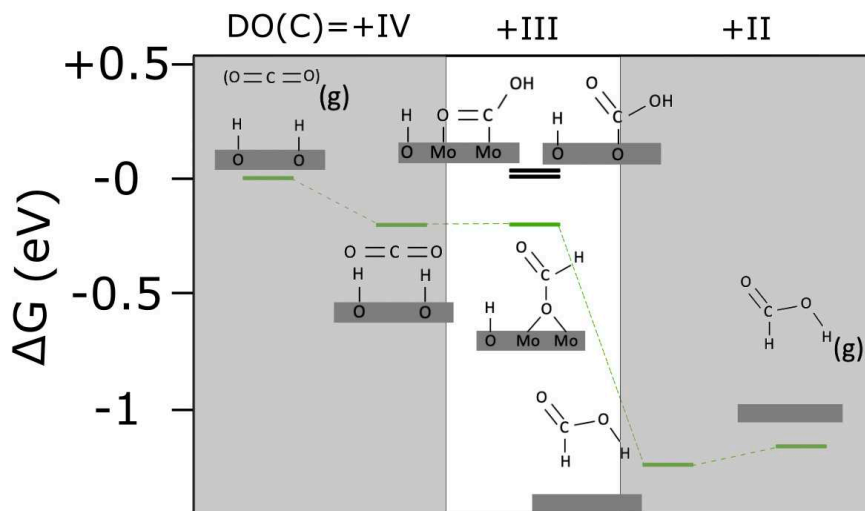 DO(C)=+IV +III +II
ΔG (eV)
+0.5
-0
-0.5
-1
(O=C=O)(g)
H H
O O
O=C=O
H H
O O
OH
H O=C
O Mo Mo
O
C OH
H
O O
O H
C
H O
O Mo Mo
O O
C H
H
O O
C H
H (g)